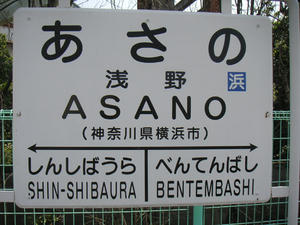 あさの
浅野 浜
ASANO
(神奈川県横浜市)
しんしばうら べんてんばし
SHIN-SHIBAURA BENTEMBASHI